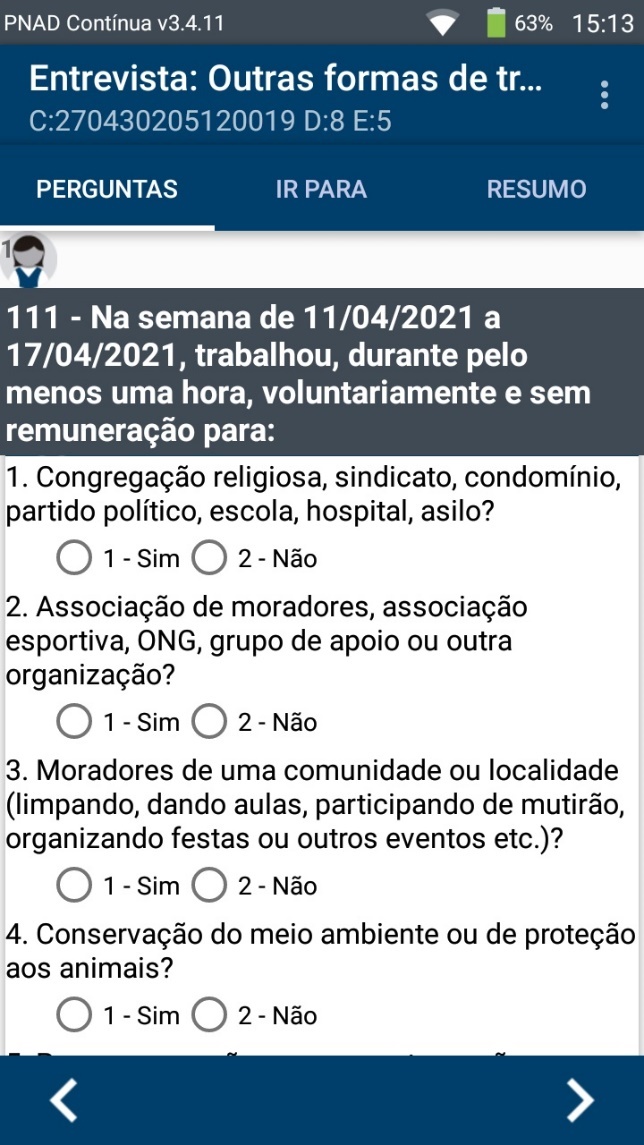 PNAD Contínua v3.4.11 63% 15:13
Entrevista: Outras formas de tr...
C:270430205120019 D:8 E:5
PERGUNTAS IR PARA RESUMO
1
111 - Na semana de 11/04/2021 a
17/04/2021, trabalhou, durante pelo
menos uma hora, voluntariamente e sem
remuneração para:
1. Congregação religiosa, sindicato, condomínio,
partido político, escola, hospital, asilo?
1 - Sim 2 - Não
2. Associação de moradores, associação
esportiva, ONG, grupo de apoio ou outra
organização?
1 - Sim 2 - Não
3. Moradores de uma comunidade ou localidade
(limpando, dando aulas, participando de mutirão,
organizando festas ou outros eventos etc.)?
1 - Sim 2 - Não
4. Conservação do meio ambiente ou de proteção
aos animais?
1 - Sim 2 - Não